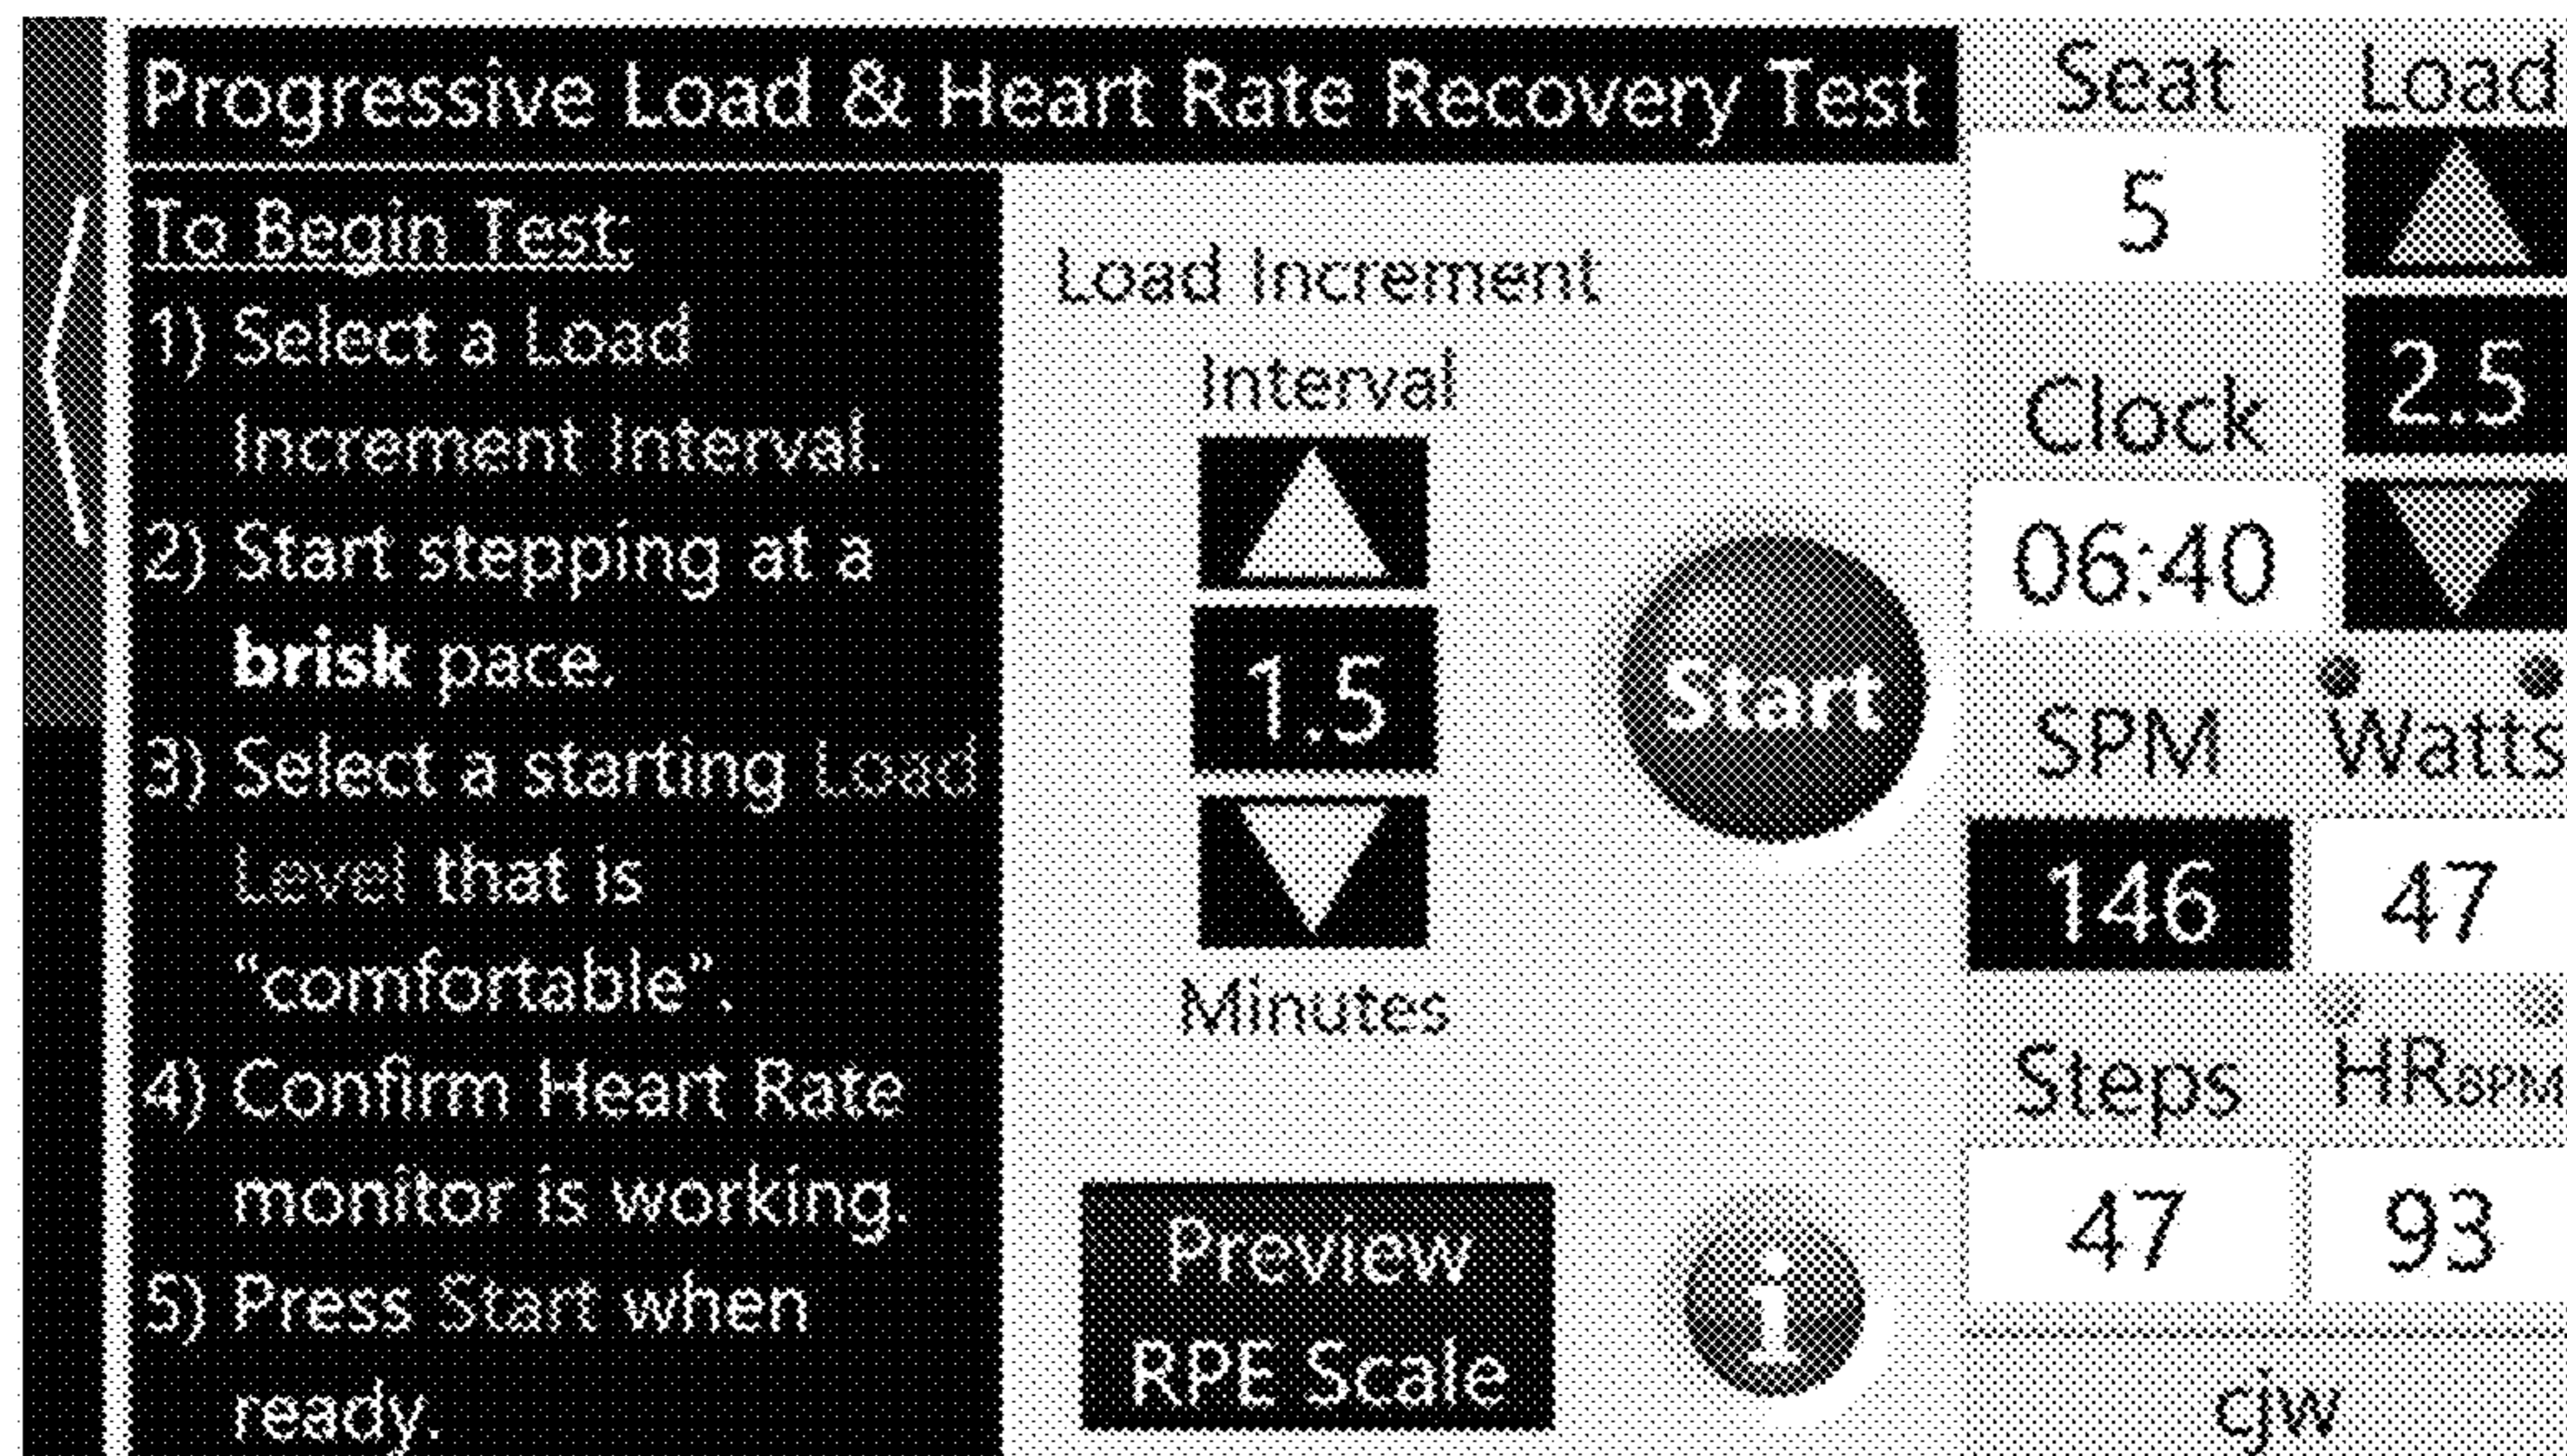 Progressive Load & Heart Rate Recovery Test
To Begin Test:
1) Select a Load
Increment Interval.
2) Start stepping at a
brisk pace.
3) Select a starting Load
Level that is
“comfortable”.
4) Confirm Heart Rate
monitor is working.
5) Press Start when
ready.
Load Increment
Interval
1.5
Minutes
Start
Preview
RPE Scale
i
Seat
5
Load
2.5
Clock
06:40
SPM
146
Watts
47
Steps
47
HR BPM
93
cjw